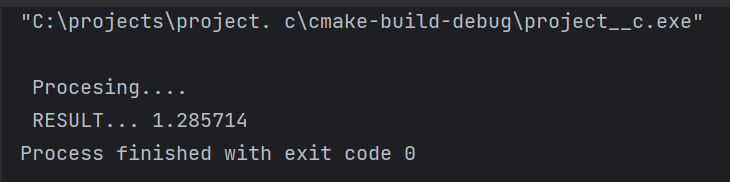 "C:\projects\project. c\cmake-build-debug\project__c.exe"
Procesing....
RESULT... 1.285714
Process finished with exit code 0